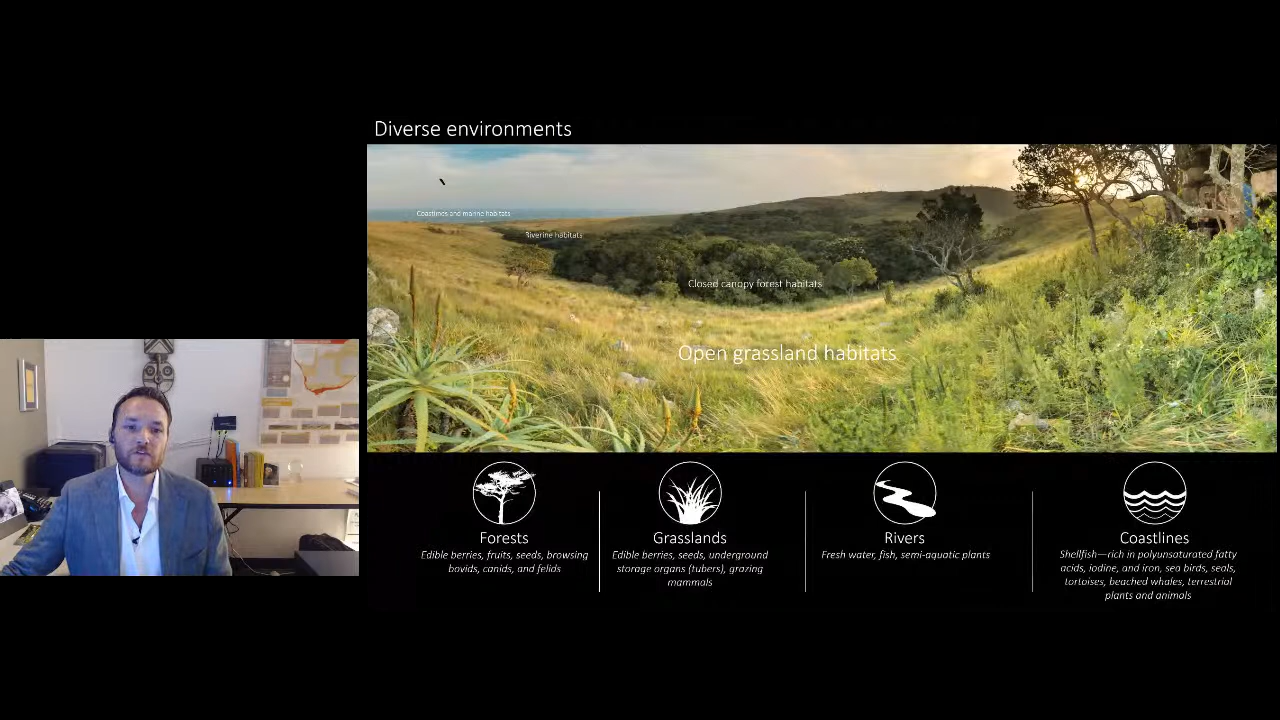 Diverse environments
Coastlines and marine habitats
Riverine habitats
Closed canopy forest habitats
Open grassland habitats
Forests
Edible berries, fruits, seeds, browsing
bovids, canids, and felids
Grasslands
Edible berries, seeds, underground
storage organs (tubers), grazing
mammals
Rivers
Fresh water, fish, semi-aquatic plants
Coastlines
Shellfish—rich in polyunsaturated fatty
acids, iodine, and iron, sea birds, seals,
tortoises, beached whales, terrestrial
plants and animals